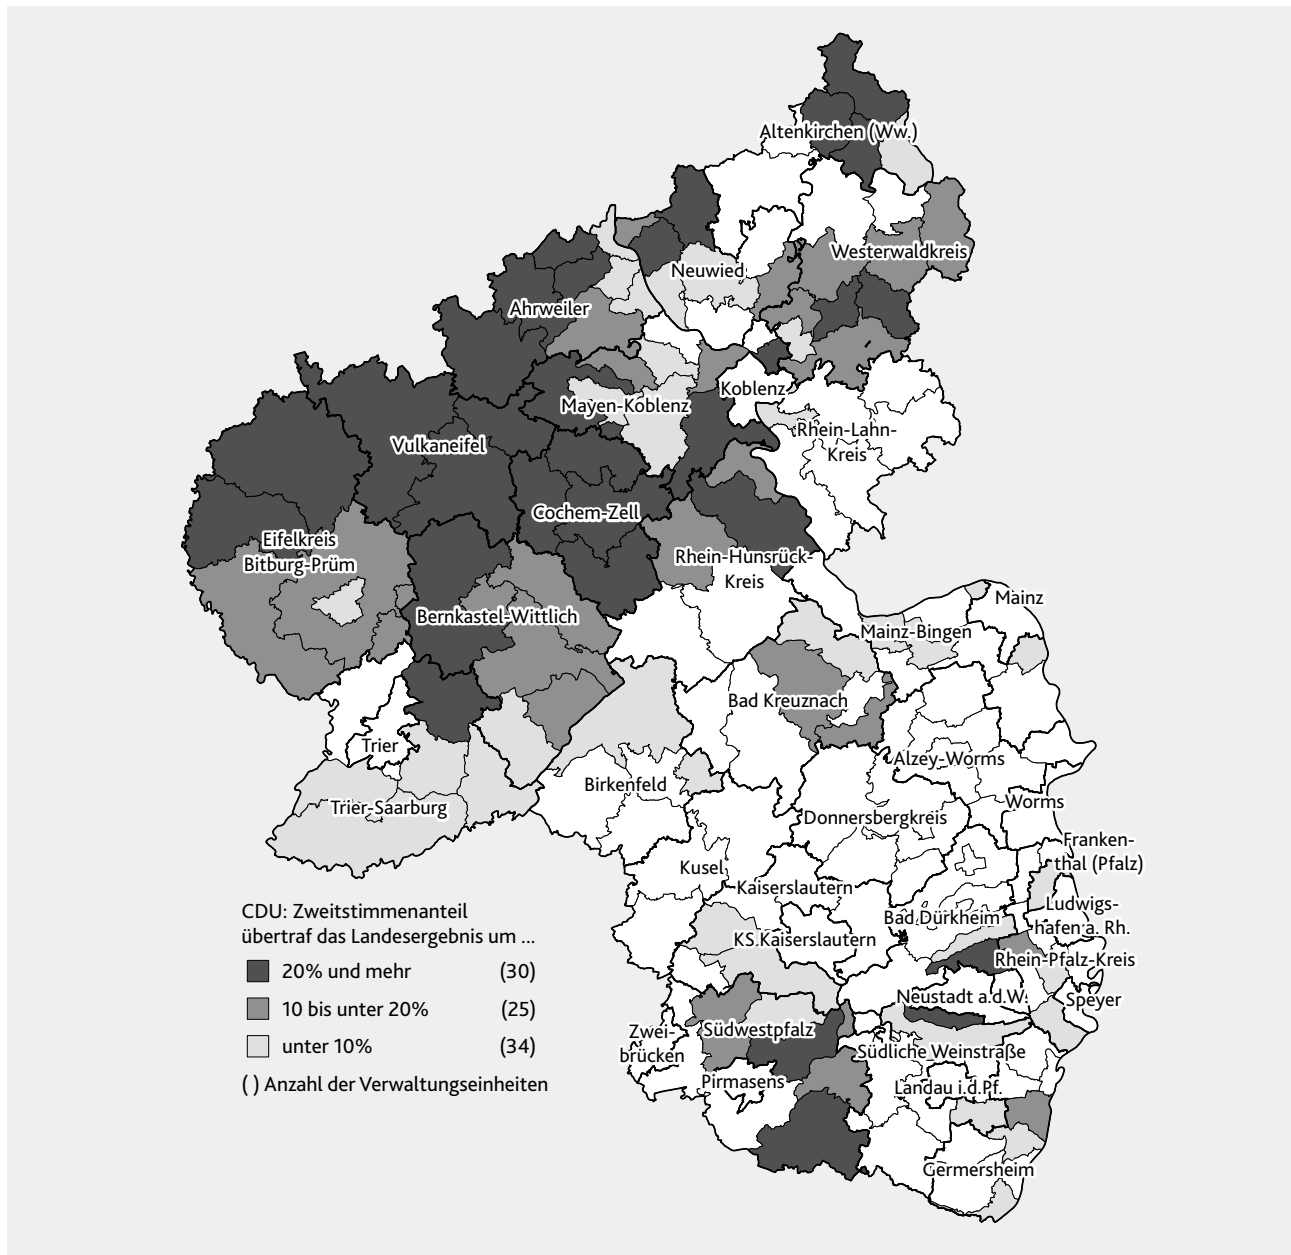 Altenkirchen (Ww.)
Westerwaldkreis
Neuwied
Ahrweiler
Koblenz
Mayen-Koblenz
Rhein-Lahn-
Kreis
Vulkaneifel
Cochem-Zell
Eifelkreis
Bitburg-Prüm
Rhein-Hunsrück-
Kreis
Mainz
Bernkastel-Wittlich
Mainz-Bingen
Bad Kreuznach
Trier
Alzey-Worms
Birkenfeld
Trier-Saarburg
Worms
Donnersbergkreis
Franken-
thal (Pfalz)
Kusel
Kaiserslautern
Ludwigs-
hafen a. Rh.
Bad Dürkheim
KS.Kaiserslautern
Rhein-Pfalz-Kreis
Neustadt a.d.W.
Speyer
Südwestpfalz
Zwei-
brücken
Südliche Weinstraße
Pirmasens
Landau i.d.Pf.
Germersheim
CDU: Zweitstimmenanteil
übertraf das Landesergebnis um ...
20% und mehr (30)
10 bis unter 20% (25)
unter 10% (34)
( ) Anzahl der Verwaltungseinheiten